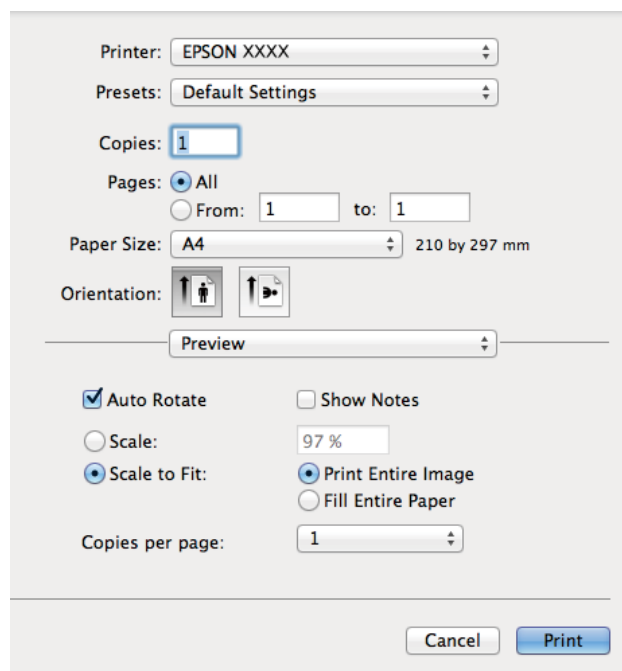 Printer: EPSON XXXX
Presets: Default Settings
Copies: 1
Pages: All
From: 1 to: 1
Paper Size: A4 210 by 297 mm
Orientation:
Preview
Auto Rotate Show Notes
Scale: 97 %
Scale to Fit: Print Entire Image
Fill Entire Paper
Copies per page: 1
Cancel Print